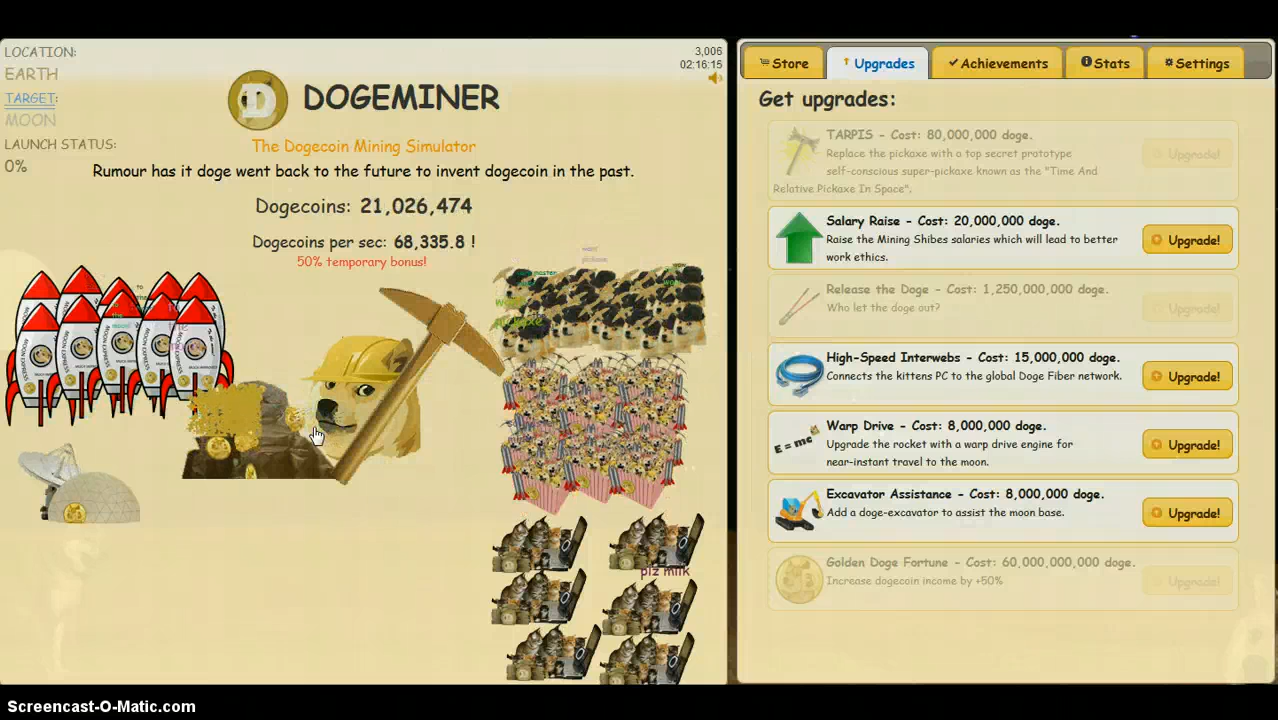 LOCATION:
EARTH
TARGET:
MOON
LAUNCH STATUS:
0%
3,006
02:16:15
DOGEMINER
The Dogecoin Mining Simulator
Rumour has it doge went back to the future to invent dogecoin in the past.
Dogecoins: 21,026,474
Dogecoins per sec: 68,335.8 !
50% temporary bonus!
plz milk
Store
Upgrades
Achievements
Stats
Settings
Get upgrades:
TARPIS - Cost: 80,000,000 doge.
Replace the pickaxe with a top secret prototype
self-conscious super-pickaxe known as the "Time And
Relative Pickaxe In Space".
Upgrade!
Salary Raise - Cost: 20,000,000 doge.
Raise the Mining Shibes salaries which will lead to better
work ethics.
Upgrade!
Release the Doge - Cost: 1,250,000,000 doge.
Who let the doge out?
Upgrade!
High-Speed Interwebs - Cost: 15,000,000 doge.
Connects the kittens PC to the global Doge Fiber network.
Upgrade!
E = mc²
Warp Drive - Cost: 8,000,000 doge.
Upgrade the rocket with a warp drive engine for
near-instant travel to the moon.
Upgrade!
Excavator Assistance - Cost: 8,000,000 doge.
Add a doge-excavator to assist the moon base.
Upgrade!
Golden Doge Fortune - Cost: 60,000,000,000 doge.
Increase dogecoin income by +50%
Upgrade!
Screencast-O-Matic.com